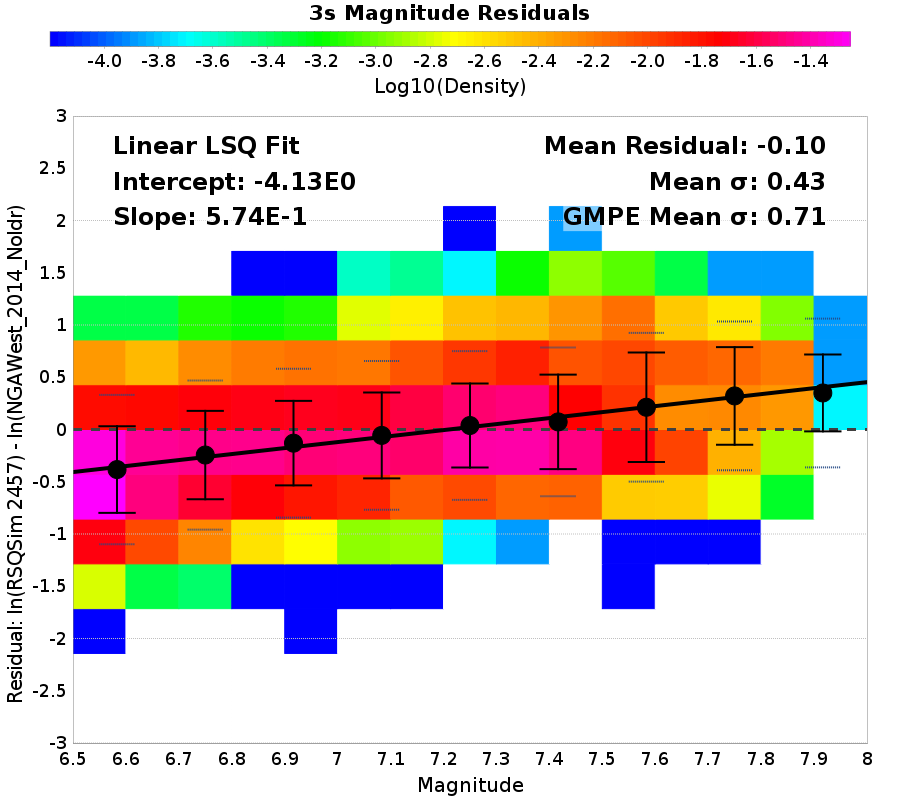 3s Magnitude Residuals
-4.0 -3.8 -3.6 -3.4 -3.2 -3.0 -2.8 -2.6 -2.4 -2.2 -2.0 -1.8 -1.6 -1.4
Log10(Density)
Linear LSQ Fit
Intercept: -4.13E0
Slope: 5.74E-1
Mean Residual: -0.10
Mean σ: 0.43
GMPE Mean σ: 0.71
Residual: ln(RSQSim 2457) - ln(NGAWest_2014_NoIdr)
3
2.5
2
1.5
1
0.5
0
-0.5
-1
-1.5
-2
-2.5
-3
6.5 6.6 6.7 6.8 6.9 7 7.1 7.2 7.3 7.4 7.5 7.6 7.7 7.8 7.9 8
Magnitude